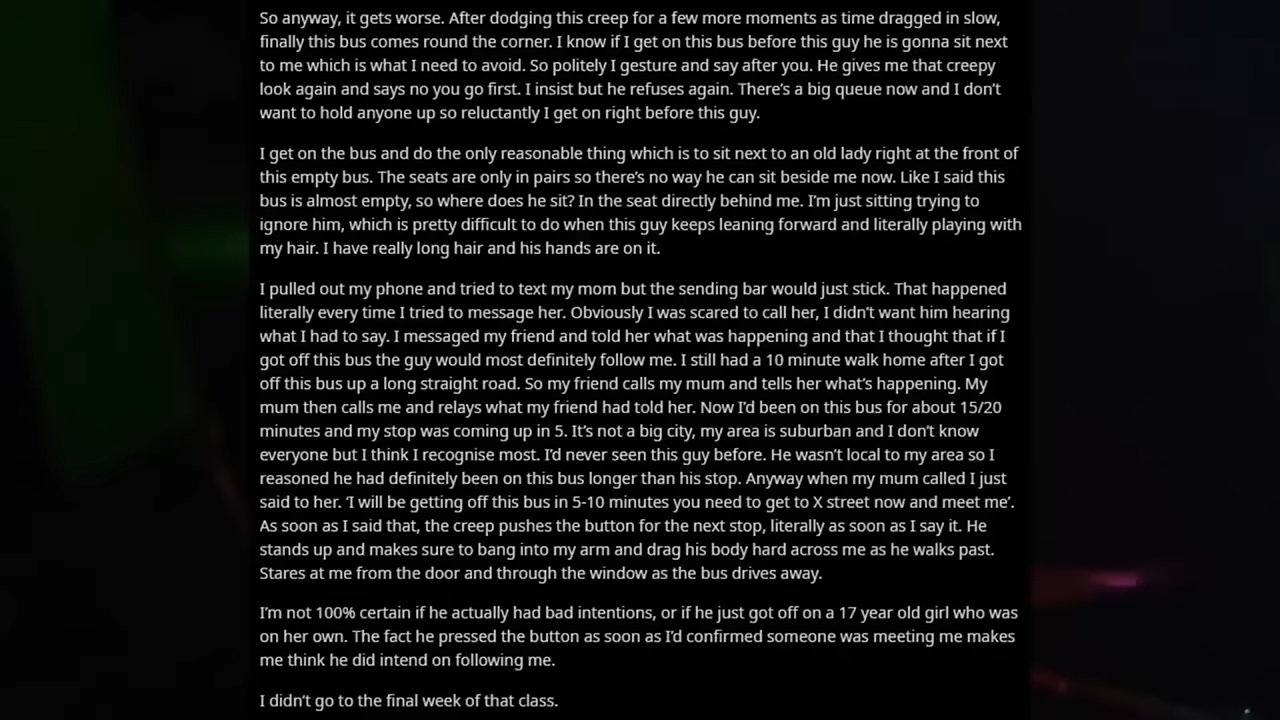 So anyway, it gets worse. After dodging this creep for a few more moments as time dragged in slow,
finally this bus comes round the corner. I know if I get on this bus before this guy he is gonna sit next
to me which is what I need to avoid. So politely I gesture and say after you. He gives me that creepy
look again and says no you go first. I insist but he refuses again. There’s a big queue now and I don’t
want to hold anyone up so reluctantly I get on right before this guy.
I get on the bus and do the only reasonable thing which is to sit next to an old lady right at the front of
this empty bus. The seats are only in pairs so there’s no way he can sit beside me now. Like I said this
bus is almost empty, so where does he sit? In the seat directly behind me. I’m just sitting trying to
ignore him, which is pretty difficult to do when this guy keeps leaning forward and literally playing with
my hair. I have really long hair and his hands are on it.
I pulled out my phone and tried to text my mom but the sending bar would just stick. That happened
literally every time I tried to message her. Obviously I was scared to call her, I didn’t want him hearing
what I had to say. I messaged my friend and told her what was happening and that I thought that if I
got off this bus the guy would most definitely follow me. I still had a 10 minute walk home after I got
off this bus up a long straight road. So my friend calls my mum and tells her what’s happening. My
mum then calls me and relays what my friend had told her. Now I’d been on this bus for about 15/20
minutes and my stop was coming up in 5. It’s not a big city, my area is suburban and I don’t know
everyone but I think I recognise most. I’d never seen this guy before. He wasn’t local to my area so I
reasoned he had definitely been on this bus longer than his stop. Anyway when my mum called I just
said to her. ‘I will be getting off this bus in 5-10 minutes you need to get to X street now and meet me’.
As soon as I said that, the creep pushes the button for the next stop, literally as soon as I say it. He
stands up and makes sure to bang into my arm and drag his body hard across me as he walks past.
Stares at me from the door and through the window as the bus drives away.
I’m not 100% certain if he actually had bad intentions, or if he just got off on a 17 year old girl who was
on her own. The fact he pressed the button as soon as I’d confirmed someone was meeting me makes
me think he did intend on following me.
I didn’t go to the final week of that class.